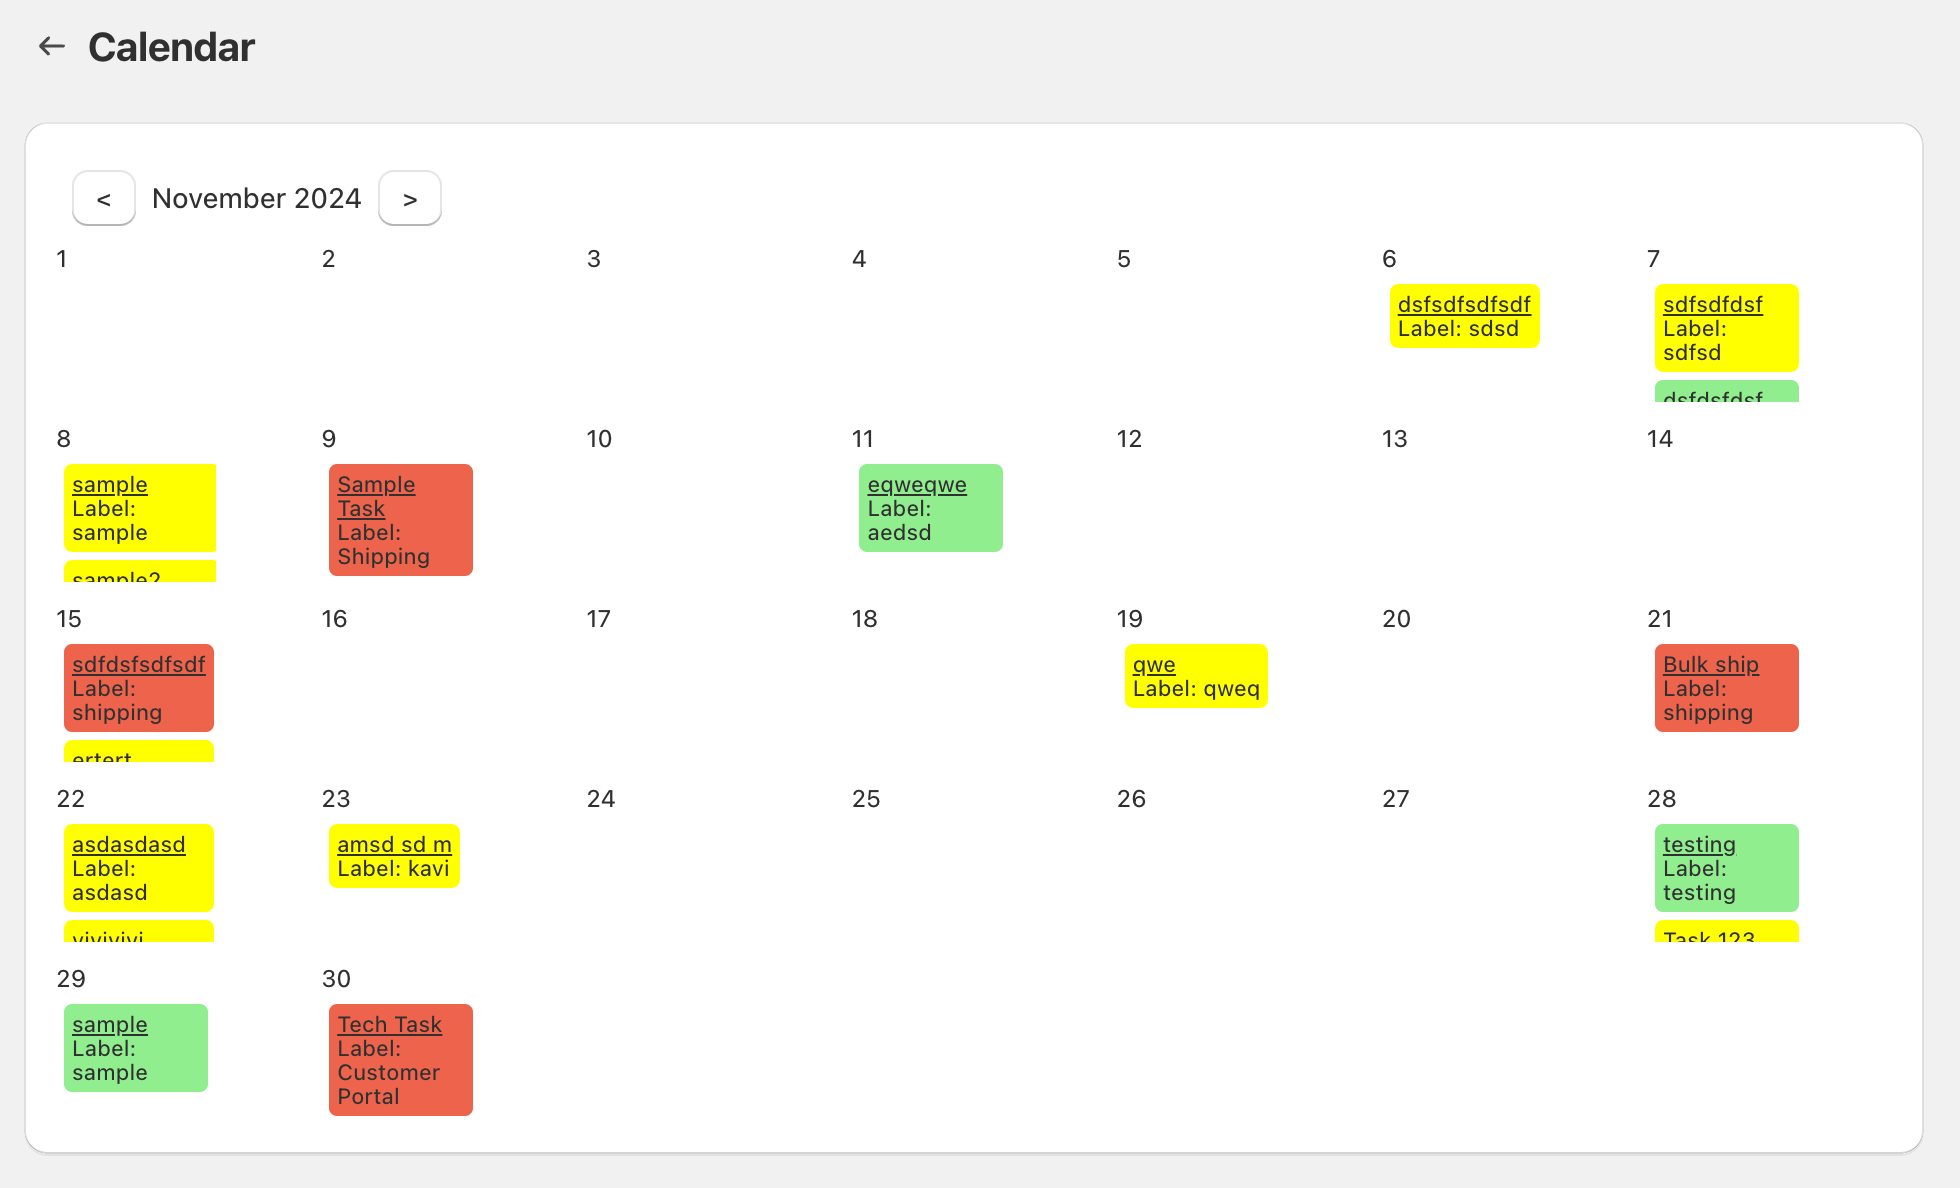 Calendar
< November 2024 >
1 2 3 4 5 6 7
dsfsdfsdfsdf
Label: sdsd
sdfsdfdsf
Label:
sdfsd
dsfdsfdsf
8 9 10 11 12 13 14
sample
Label:
sample
sample2
Sample
Task
Label:
Shipping
eqweqwe
Label:
aedsd
15 16 17 18 19 20 21
sdfdsfsdfsdf
Label:
shipping
ertert
qwe
Label: qweq
Bulk ship
Label:
shipping
22 23 24 25 26 27 28
asdasdasd
Label:
asdasd
vivivivi
amsd sd m
Label: kavi
testing
Label:
testing
Task 123
29 30
sample
Label:
sample
Tech Task
Label:
Customer
Portal